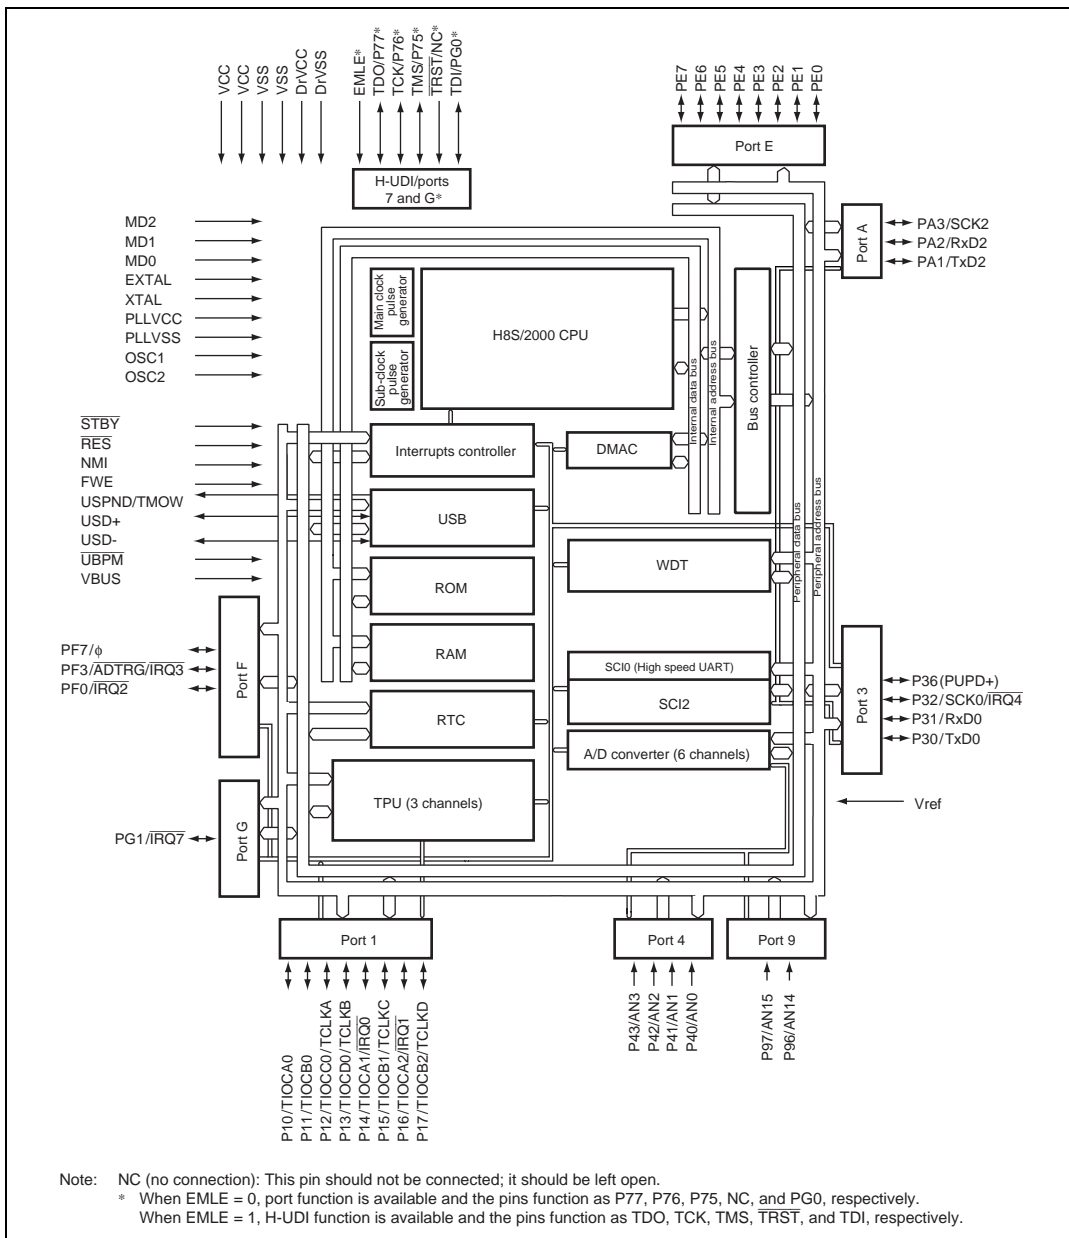 VCC
VCC
VSS
VSS
DrVCC
DrVSS
EMLE*
TDO/P77*
TCK/P76*
TMS/P75*
TRST/NC*
TDI/PG0*
PE7
PE6
PE5
PE4
PE3
PE2
PE1
PE0
Port E
H-UDI/ports
7 and G*
MD2
MD1
MD0
EXTAL
XTAL
PLLVCC
PLLVSS
OSC1
OSC2
Port A
PA3/SCK2
PA2/RxD2
PA1/TxD2
Main clock
pulse
generator
Sub-clock
pulse
generator
H8S/2000 CPU
Internal data bus
Internal address bus
Bus controller
STBY
RES
NMI
FWE
USPND/TMOW
USD+
USD-
UBPM
VBUS
Interrupts controller
DMAC
USB
ROM
RAM
RTC
TPU (3 channels)
WDT
SCI0 (High speed UART)
SCI2
A/D converter (6 channels)
Peripheral data bus
Peripheral address bus
PF7/ϕ
PF3/ADTRG/IRQ3
PF0/IRQ2
Port F
PG1/IRQ7
Port G
Port 3
P36 (PUPD+)
P32/SCK0/IRQ4
P31/RxD0
P30/TxD0
Vref
Port 1
Port 4
Port 9
P10/TIOCA0
P11/TIOCB0
P12/TIOCC0/TCLKA
P13/TIOCD0/TCLKB
P14/TIOCA1/IRQ0
P15/TIOCB1/TCLKC
P16/TIOCA2/IRQ1
P17/TIOCB2/TCLKD
P43/AN3
P42/AN2
P41/AN1
P40/AN0
P97/AN15
P96/AN14
Note: NC (no connection): This pin should not be connected; it should be left open.
* When EMLE = 0, port function is available and the pins function as P77, P76, P75, NC, and PG0, respectively.
When EMLE = 1, H-UDI function is available and the pins function as TDO, TCK, TMS, TRST, and TDI, respectively.